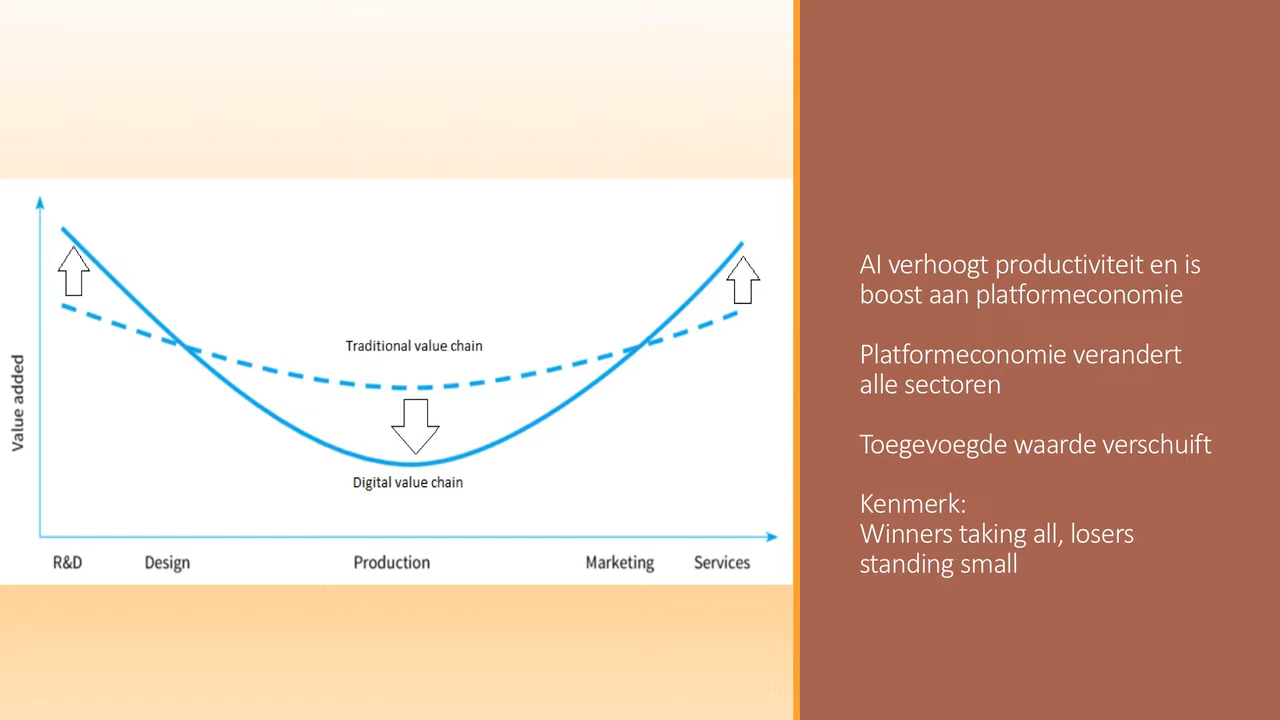 Value added
Traditional value chain
Digital value chain
R&D
Design
Production
Marketing
Services
AI verhoogt productiviteit en is
boost aan platformeconomie
Platformeconomie verandert
alle sectoren
Toegevoegde waarde verschuift
Kenmerk:
Winners taking all, losers
standing small